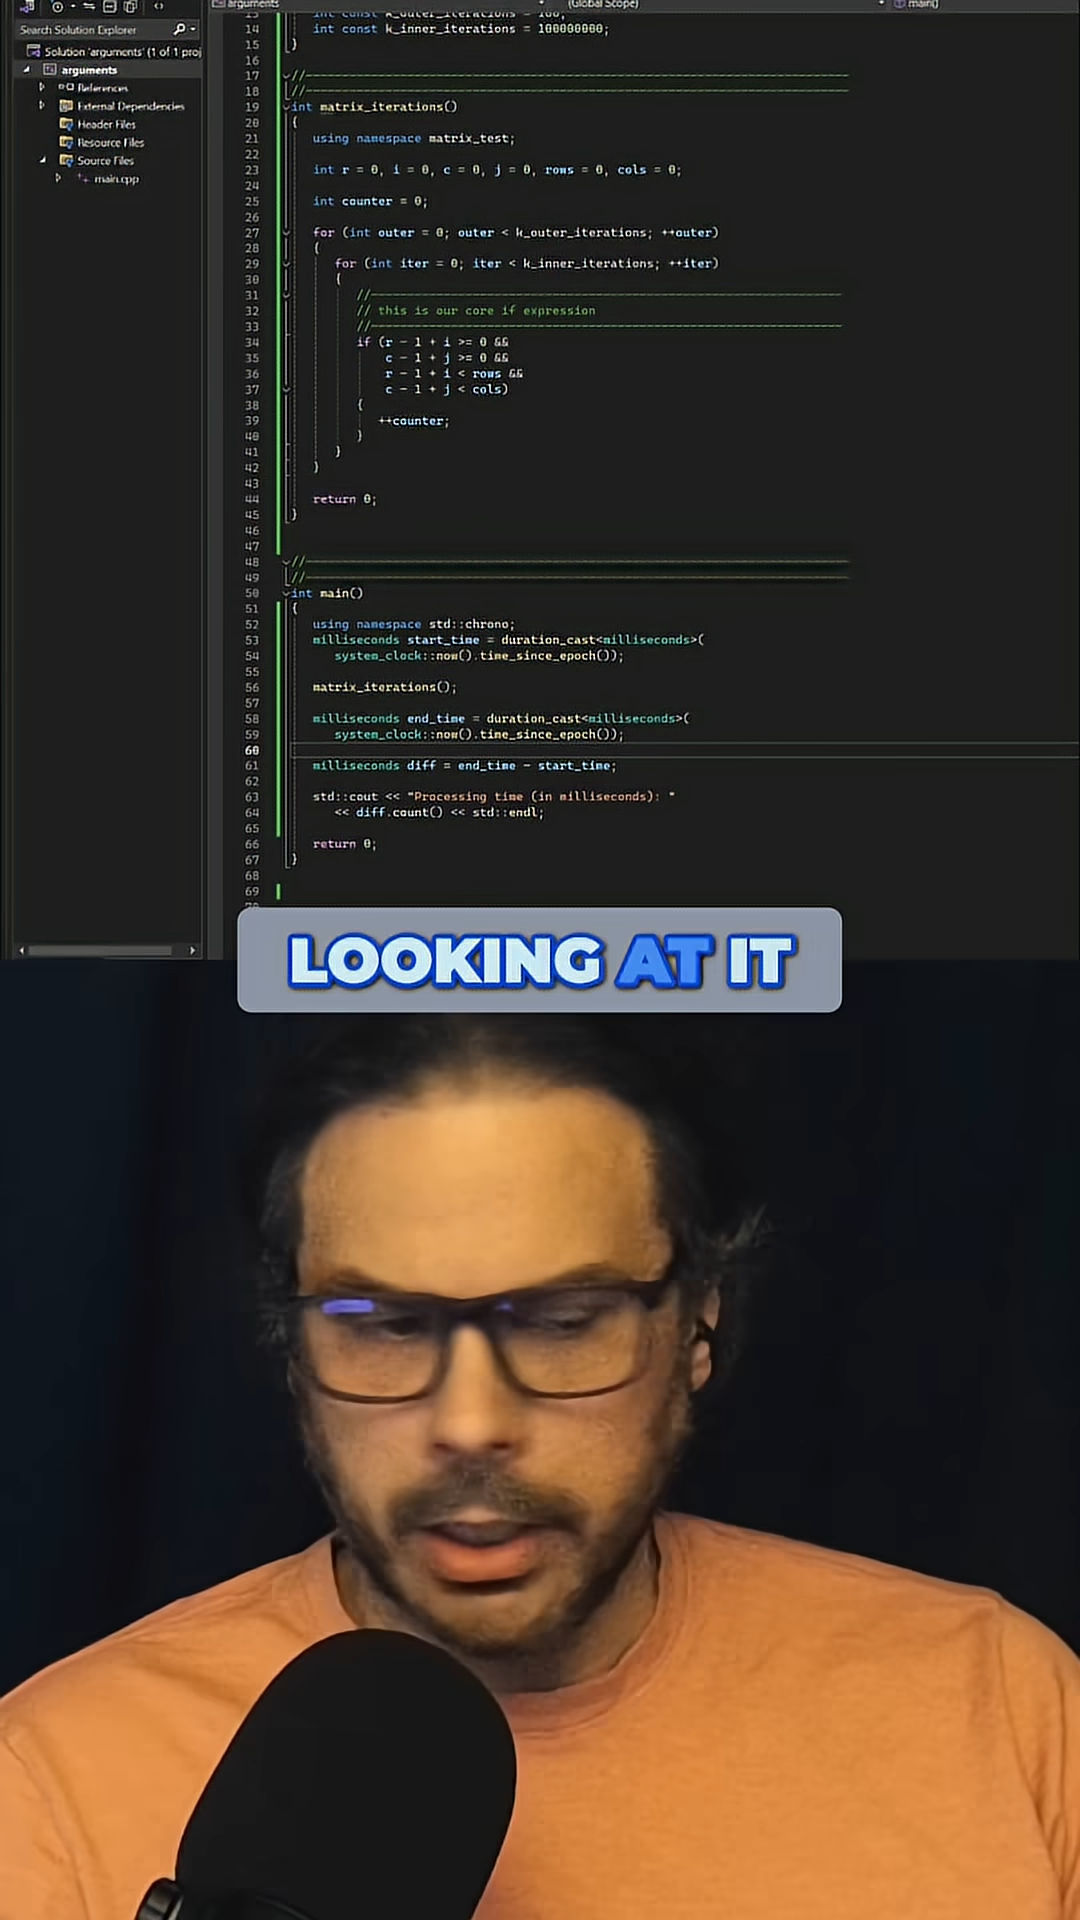 arguments
(Global Scope)
main()
Search Solution Explorer
Solution 'arguments' (1 of 1 proj
arguments
References
External Dependencies
Header Files
Resource Files
Source Files
main.cpp
13 int const k_outer_iterations = 100;
14 int const k_inner_iterations = 100000000;
15 }
16
17 //
18 //
19 int matrix_iterations()
20 {
21 using namespace matrix_test;
22
23 int r = 0, i = 0, c = 0, j = 0, rows = 0, cols = 0;
24
25 int counter = 0;
26
27 for (int outer = 0; outer < k_outer_iterations; ++outer)
28 {
29 for (int iter = 0; iter < k_inner_iterations; ++iter)
30 {
31 //
32 // this is our core if expression
33 //
34 if (r - 1 + i >= 0 &&
35 c - 1 + j >= 0 &&
36 r - 1 + i < rows &&
37 c - 1 + j < cols)
38 {
39 ++counter;
40 }
41 }
42 }
43
44 return 0;
45 }
46
47
48 //
49 //
50 int main()
51 {
52 using namespace std::chrono;
53 milliseconds start_time = duration_cast<milliseconds>(
54 system_clock::now().time_since_epoch());
55
56 matrix_iterations();
57
58 milliseconds end_time = duration_cast<milliseconds>(
59 system_clock::now().time_since_epoch());
60
61 milliseconds diff = end_time - start_time;
62
63 std::cout << "Processing time (in milliseconds): "
64 << diff.count() << std::endl;
65
66 return 0;
67 }
68
69
LOOKING AT IT